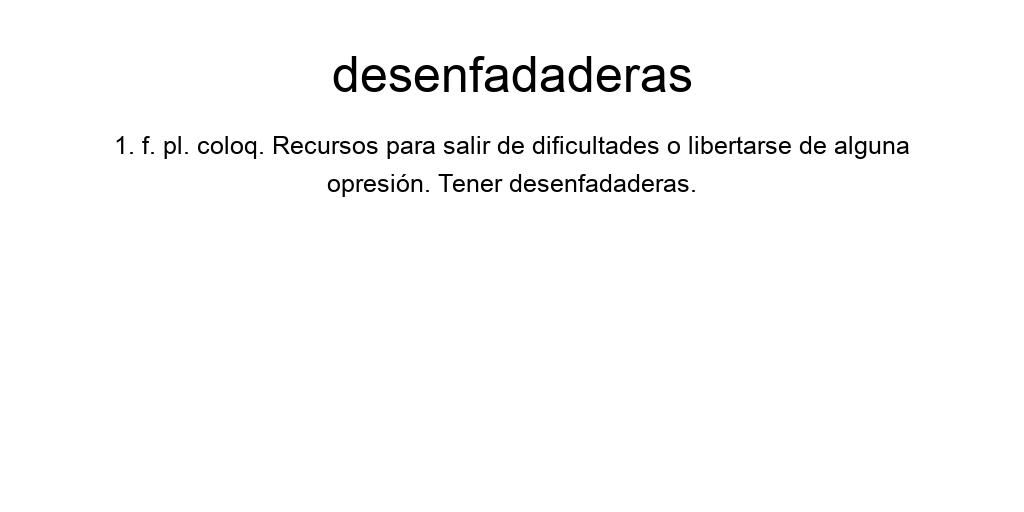 desenfadaderas
1. f. pl. coloq. Recursos para salir de dificultades o libertarse de alguna
opresión. Tener desenfadaderas.